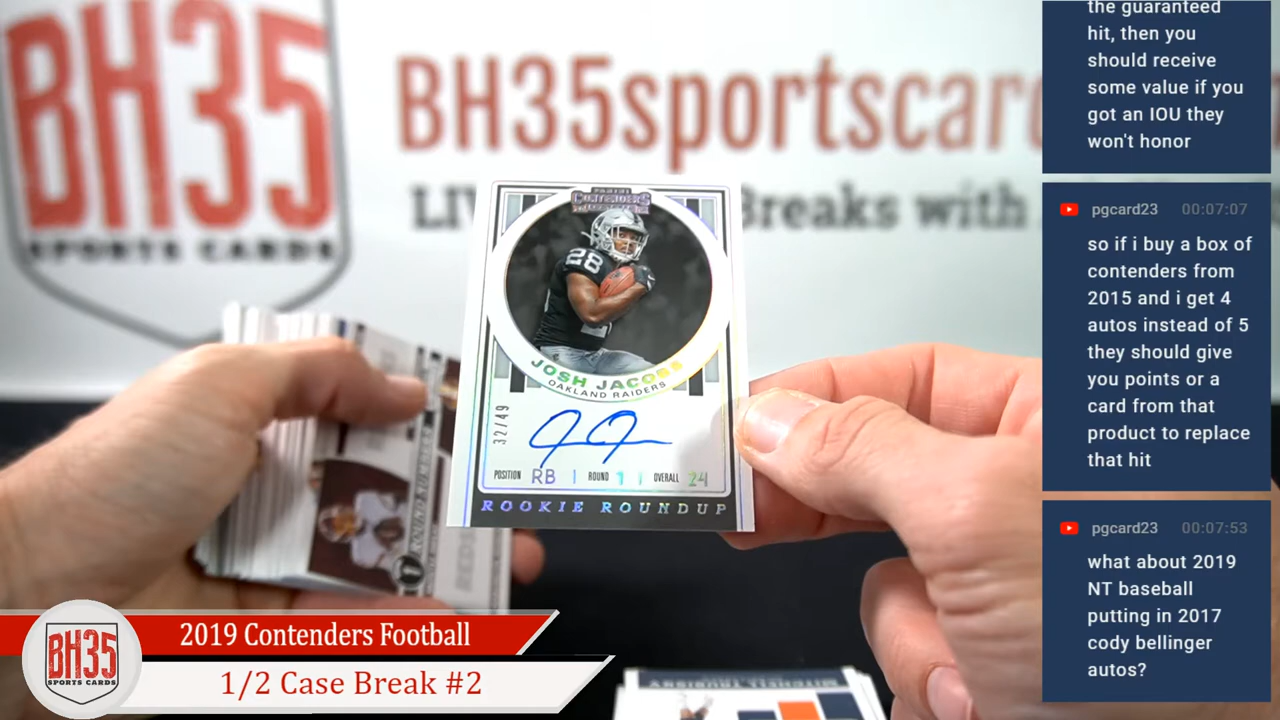 BH35
SPORTS CARDS
BH35sportscar
LIV
Breaks with
PANINI
CONTENDERS
28
JOSH JACOBS
OAKLAND RAIDERS
32/49
POSITION RB | ROUND 1 | OVERALL 24
ROOKIE ROUNDUP
the guaranteed
hit, then you
should receive
some value if you
got an IOU they
won't honor
pgcard23 00:07:07
so if i buy a box of
contenders from
2015 and i get 4
autos instead of 5
they should give
you points or a
card from that
product to replace
that hit
pgcard23 00:07:53
what about 2019
NT baseball
putting in 2017
cody bellinger
autos?
2019 Contenders Football
1/2 Case Break #2
BH35
SPORTS CARDS
MITCHELL TRUBISKY